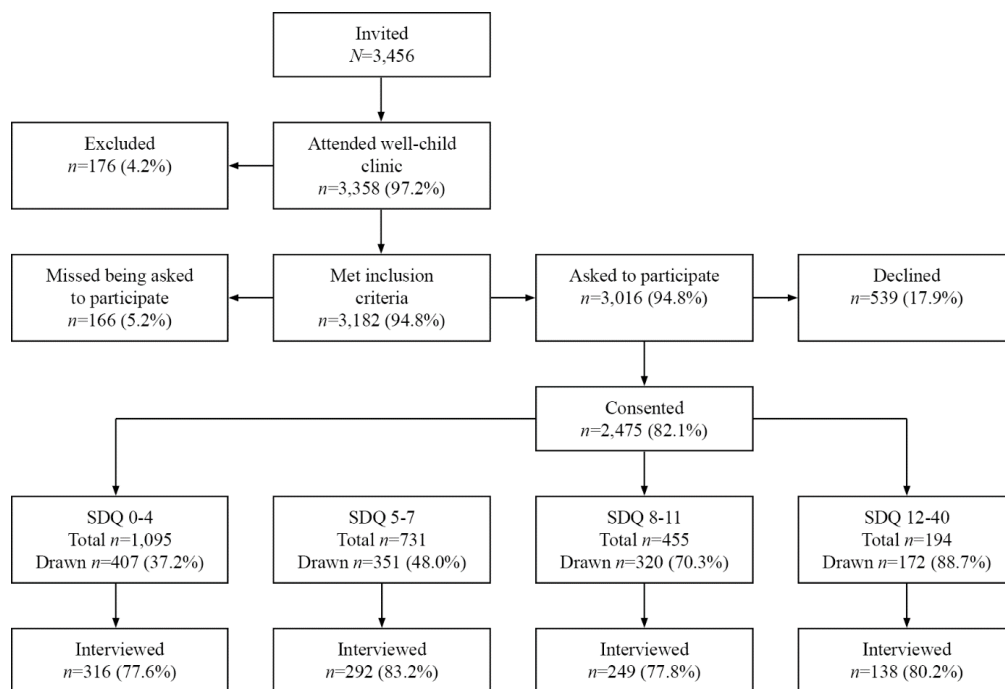 Invited
N=3,456
Excluded
n=176 (4.2%)
Attended well-child
clinic
n=3,358 (97.2%)
Missed being asked
to participate
n=166 (5.2%)
Met inclusion
criteria
n=3,182 (94.8%)
Asked to participate
n=3,016 (94.8%)
Declined
n=539 (17.9%)
Consented
n=2,475 (82.1%)
SDQ 0-4
Total n=1,095
Drawn n=407 (37.2%)
SDQ 5-7
Total n=731
Drawn n=351 (48.0%)
SDQ 8-11
Total n=455
Drawn n=320 (70.3%)
SDQ 12-40
Total n=194
Drawn n=172 (88.7%)
Interviewed
n=316 (77.6%)
Interviewed
n=292 (83.2%)
Interviewed
n=249 (77.8%)
Interviewed
n=138 (80.2%)